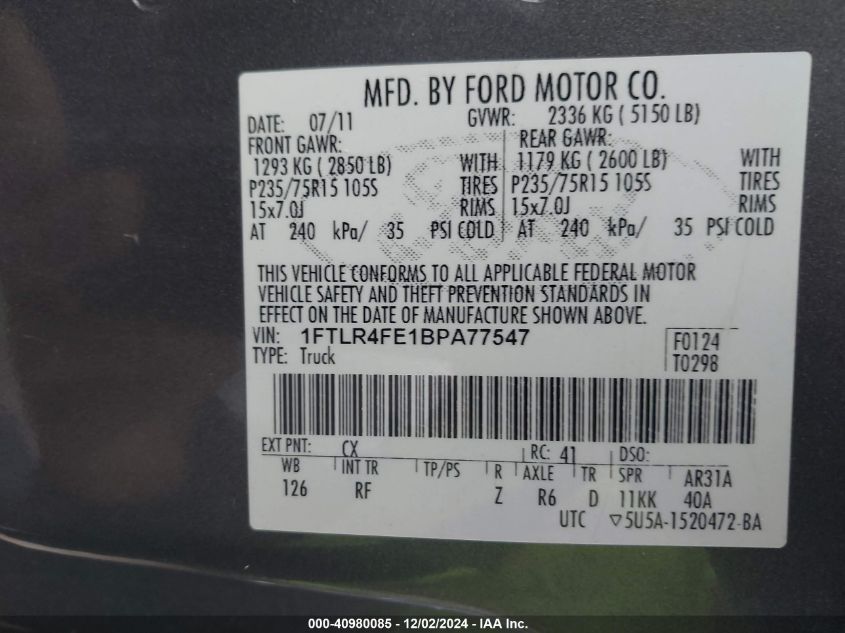 MFD. BY FORD MOTOR CO.
DATE: 07/11 GVWR: 2336 KG ( 5150 LB)
FRONT GAWR: REAR GAWR:
1293 KG ( 2850 LB) WITH 1179 KG ( 2600 LB) WITH
P235/75R15 105S TIRES P235/75R15 105S TIRES
15x7.0J RIMS 15x7.0J RIMS
AT 240 kPa/ 35 PSI COLD AT 240 kPa/ 35 PSI COLD
THIS VEHICLE CONFORMS TO ALL APPLICABLE FEDERAL MOTOR
VEHICLE SAFETY AND THEFT PREVENTION STANDARDS IN
EFFECT ON THE DATE OF MANUFACTURE SHOWN ABOVE.
VIN: 1FTLR4FE1BPA77547 F0124
TYPE: Truck T0298
EXT PNT: CX RC: 41 DSO:
WB INT TR TP/PS R AXLE TR SPR AR31A
126 RF Z R6 D 11KK 40A
UTC ▽5U5A-1520472-BA
000-40980085 - 12/02/2024 - IAA Inc.